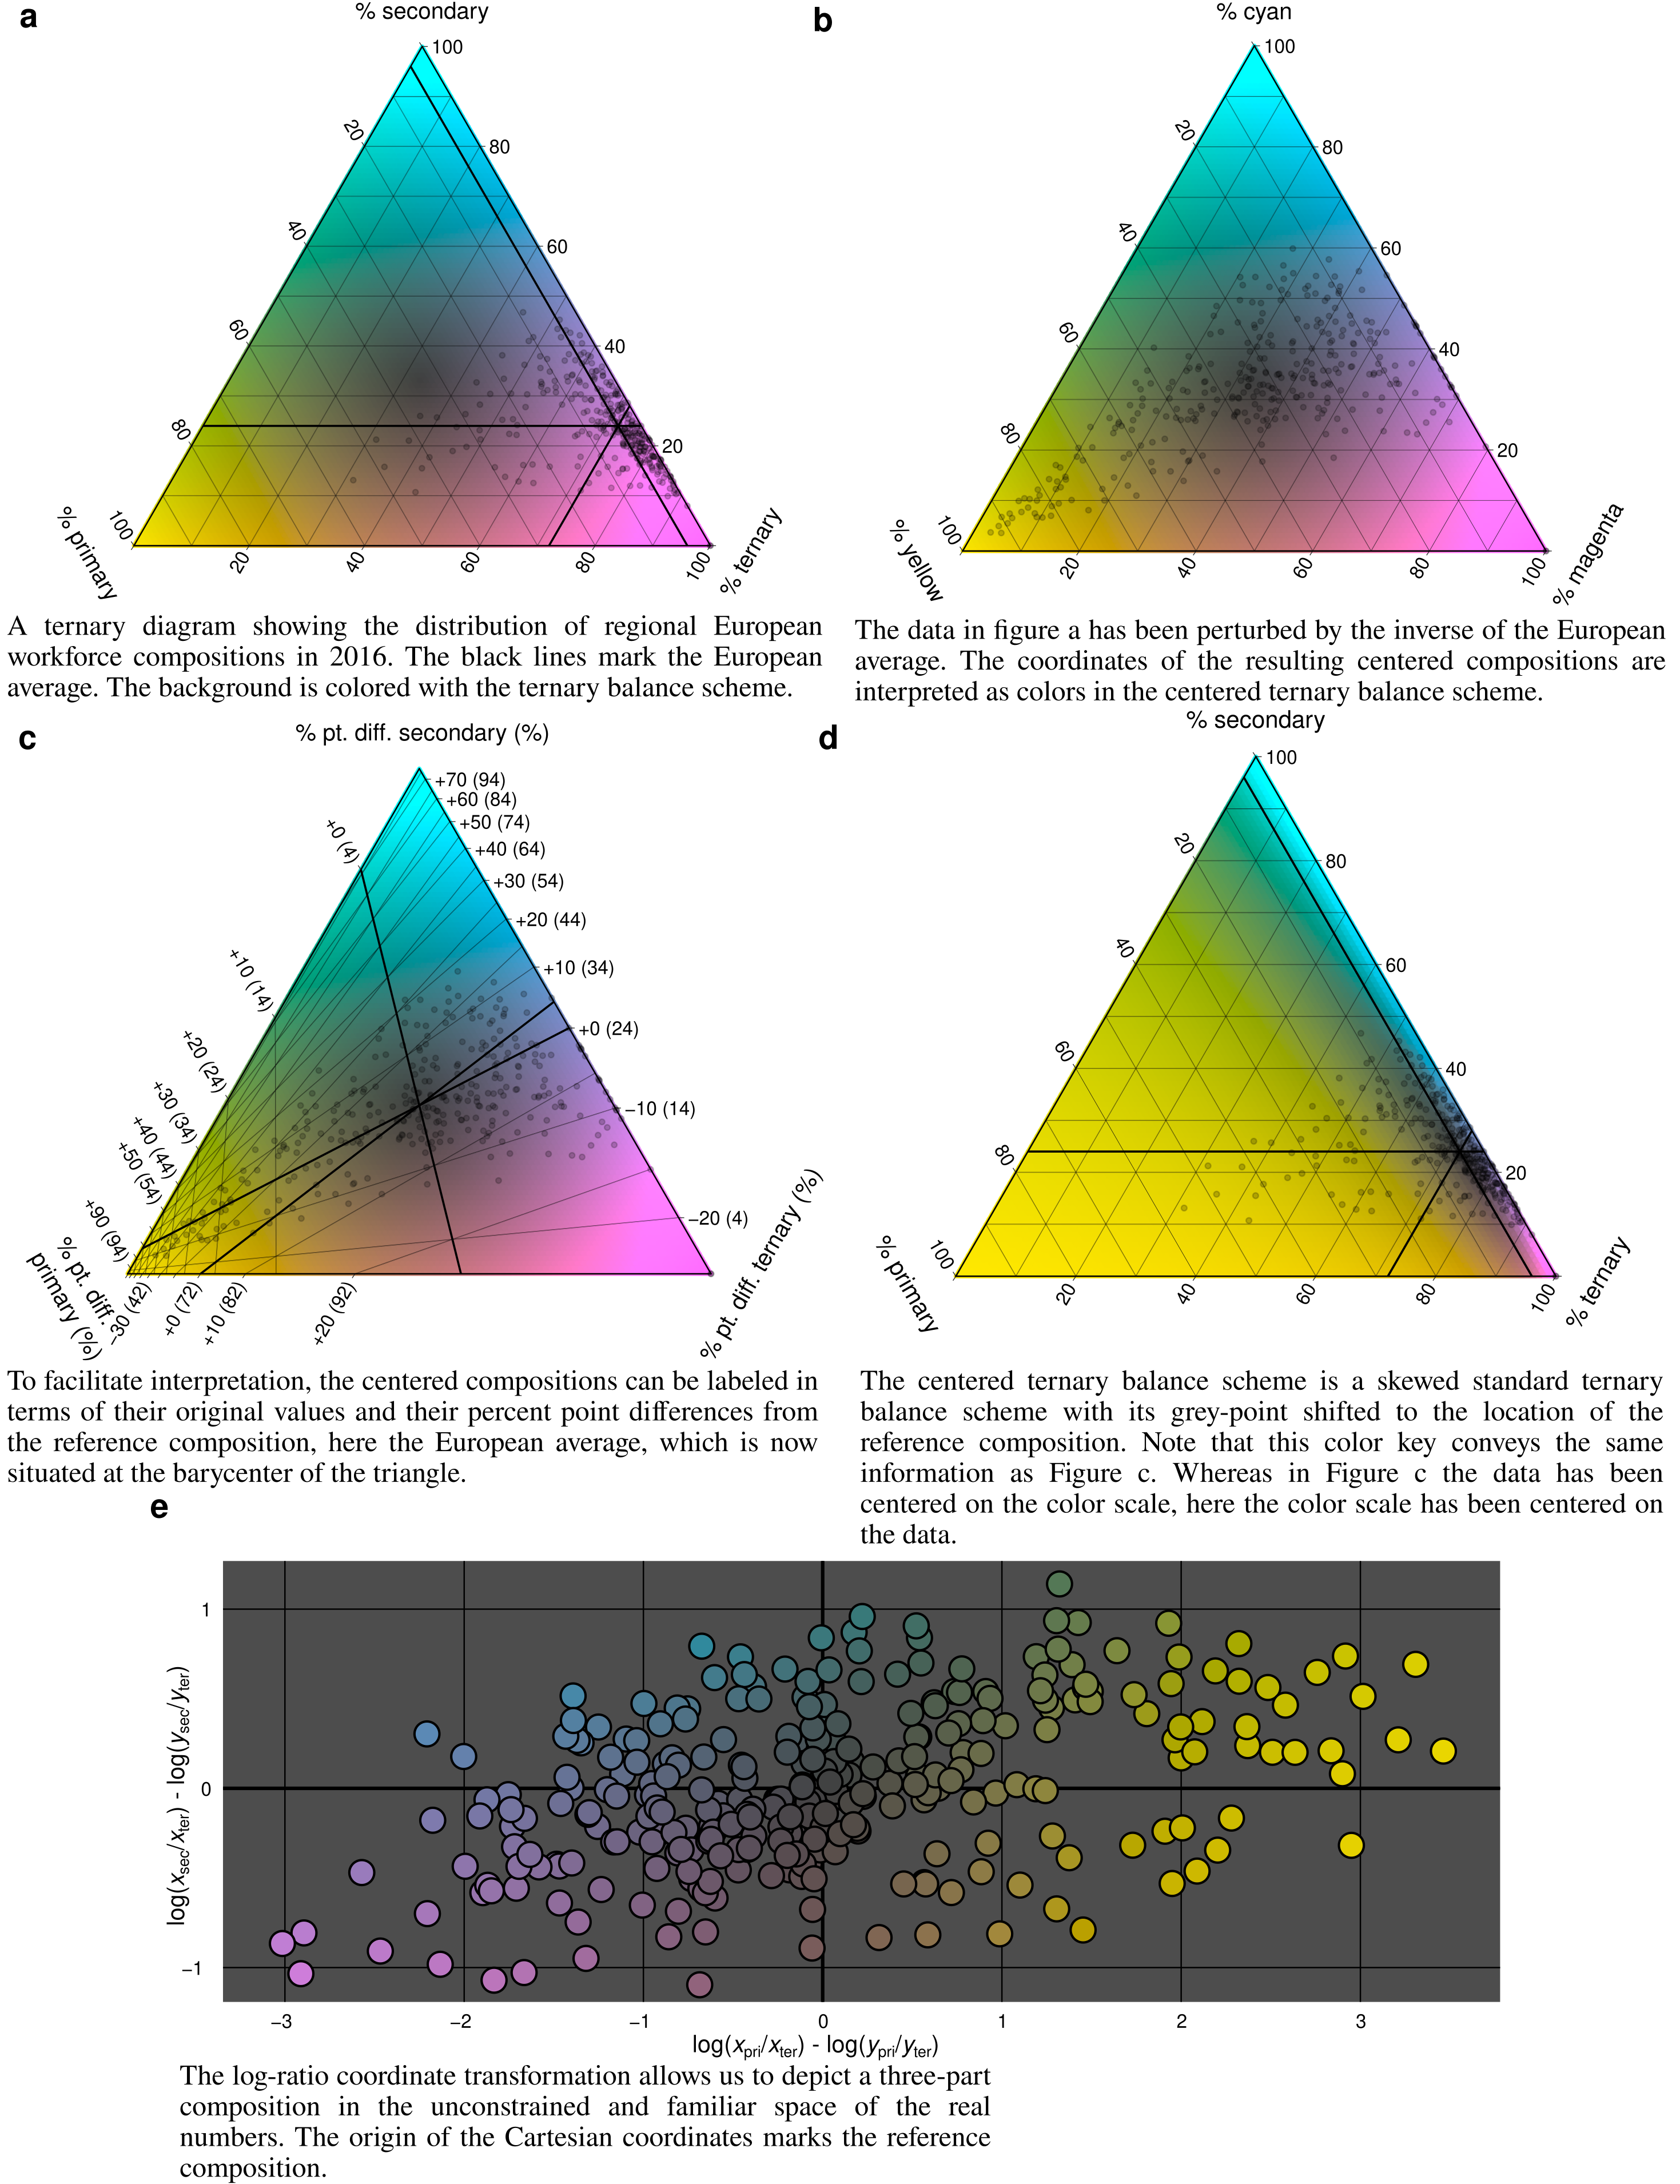 a
% secondary
100
80
60
40
20
20
40
60
80
100
% primary
20
40
60
80
100
% ternary
A ternary diagram showing the distribution of regional European
workforce compositions in 2016. The black lines mark the European
average. The background is colored with the ternary balance scheme.
b
% cyan
100
80
60
40
20
20
40
60
80
100
% yellow
20
40
60
80
100
% magenta
The data in figure a has been perturbed by the inverse of the European
average. The coordinates of the resulting centered compositions are
interpreted as colors in the centered ternary balance scheme.
c
% pt. diff. secondary (%)
+70 (94)
+60 (84)
+50 (74)
+40 (64)
+30 (54)
+20 (44)
+10 (34)
+0 (24)
−10 (14)
−20 (4)
+0 (4)
+10 (14)
+20 (24)
+30 (34)
+40 (44)
+50 (54)
+90 (94)
% pt. diff.
primary (%)
−30 (42)
+0 (72)
+10 (82)
+20 (92)
% pt. diff. ternary (%)
To facilitate interpretation, the centered compositions can be labeled in
terms of their original values and their percent point differences from
the reference composition, here the European average, which is now
situated at the barycenter of the triangle.
d
% secondary
100
80
60
40
20
20
40
60
80
100
% primary
20
40
60
80
100
% ternary
The centered ternary balance scheme is a skewed standard ternary
balance scheme with its grey-point shifted to the location of the
reference composition. Note that this color key conveys the same
information as Figure c. Whereas in Figure c the data has been
centered on the color scale, here the color scale has been centered on
the data.
e
log(xsec/xter) - log(ysec/yter)
1
0
−1
−3
−2
−1
0
1
2
3
log(xpri/xter) - log(ypri/yter)
The log-ratio coordinate transformation allows us to depict a three-part
composition in the unconstrained and familiar space of the real
numbers. The origin of the Cartesian coordinates marks the reference
composition.